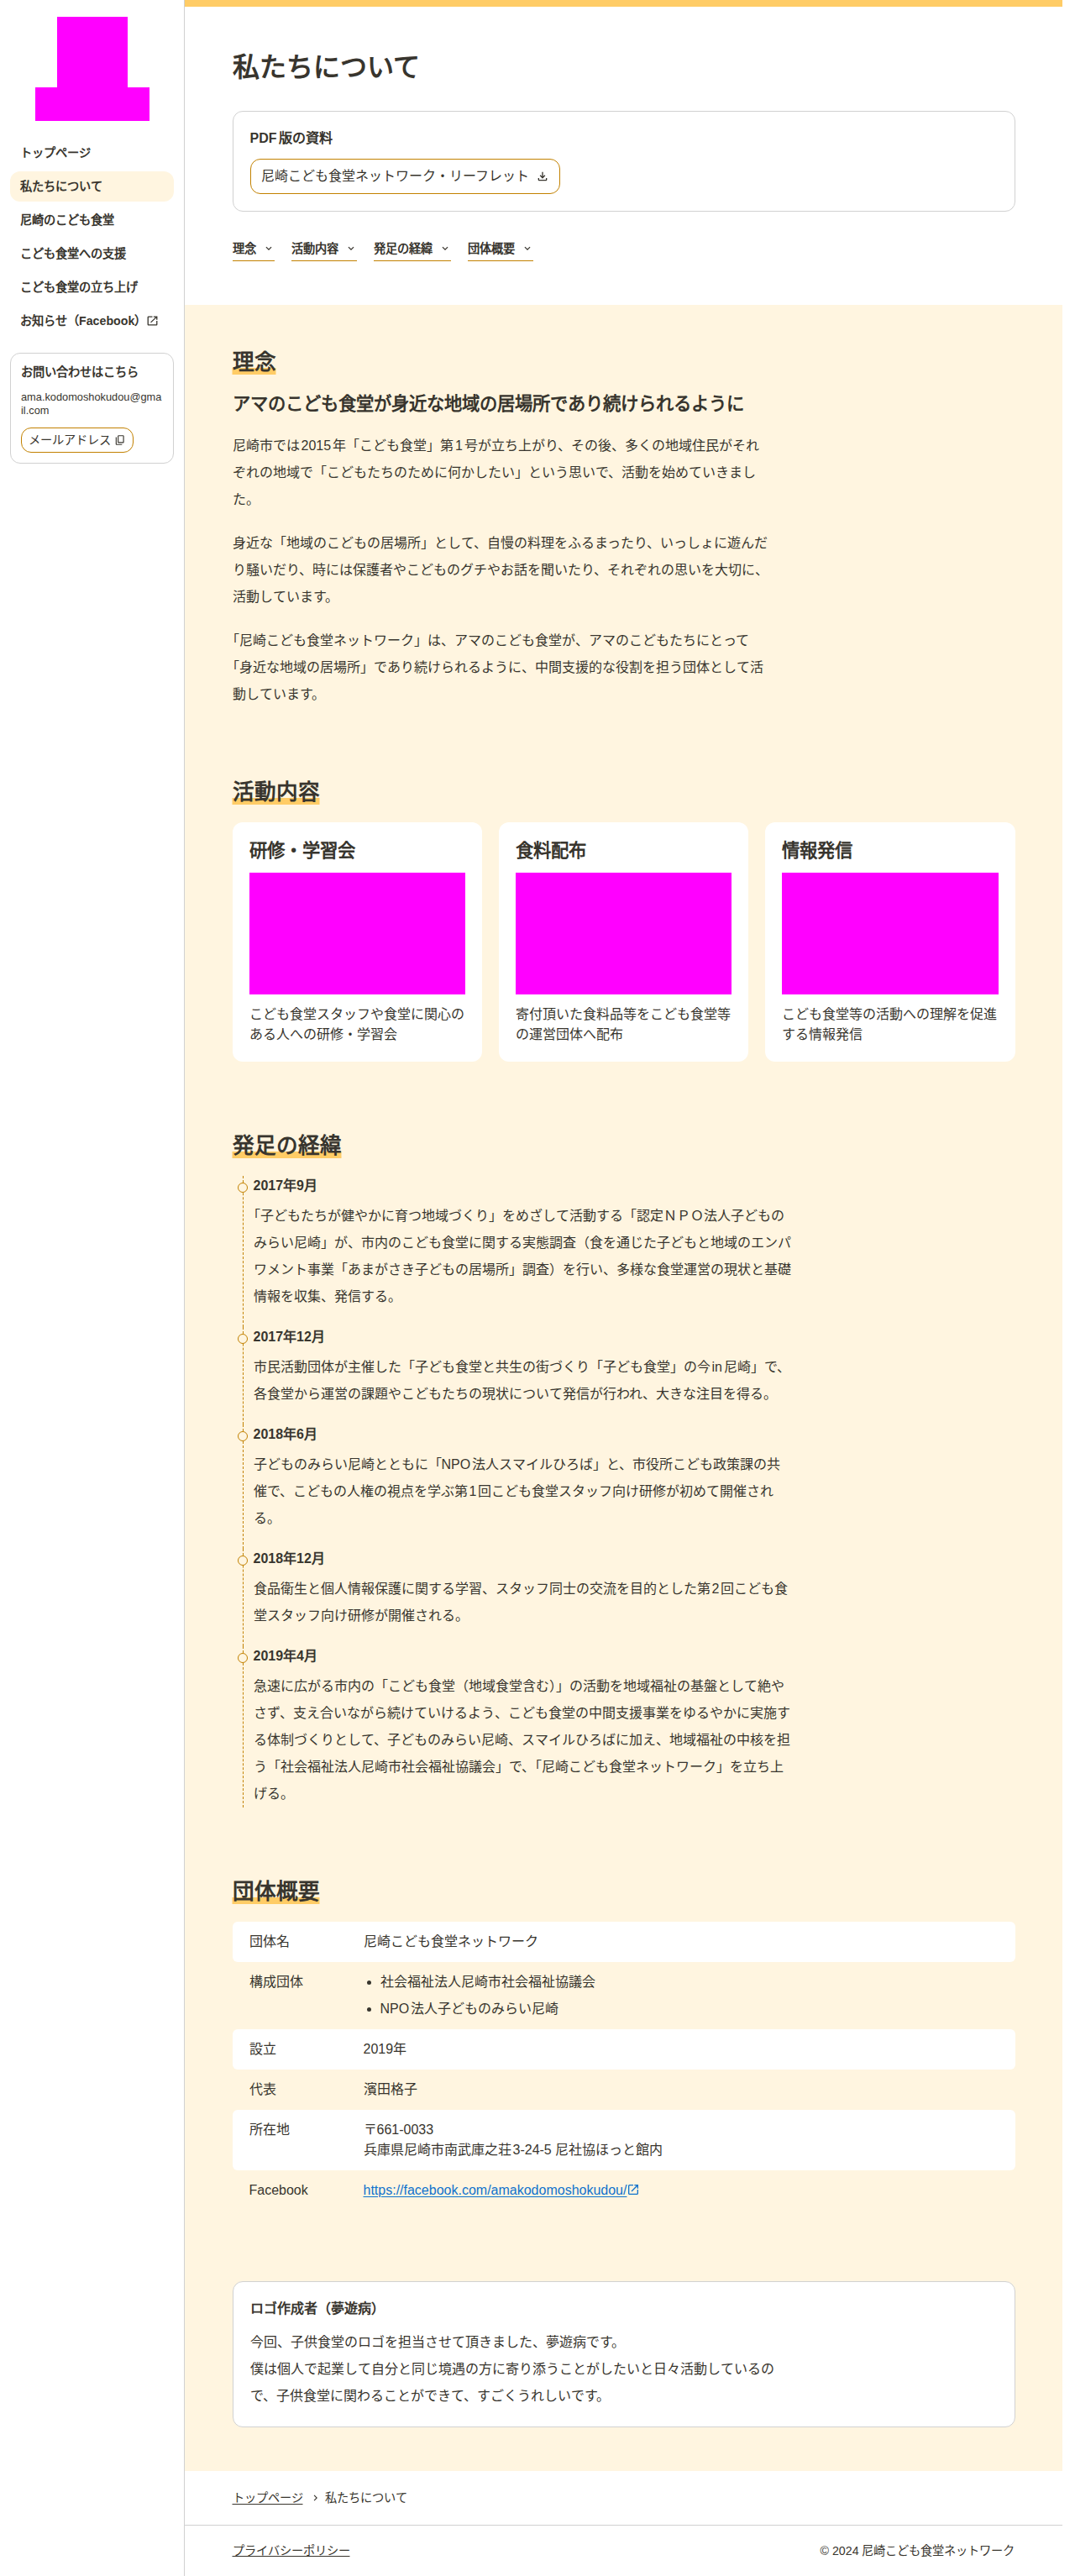 トップページ
私たちについて
尼崎のこども食堂
こども食堂への支援
こども食堂の立ち上げ
お知らせ（Facebook）
お問い合わせはこちら
ama.kodomoshokudou@gma
il.com
メールアドレス
私たちについて
PDF版の資料
尼崎こども食堂ネットワーク・リーフレット
理念 活動内容 発足の経緯 団体概要
理念
アマのこども食堂が身近な地域の居場所であり続けられるように
尼崎市では2015年「こども食堂」第1号が立ち上がり、その後、多くの地域住民がそれ
ぞれの地域で「こどもたちのために何かしたい」という思いで、活動を始めていきまし
た。
身近な「地域のこどもの居場所」として、自慢の料理をふるまったり、いっしょに遊んだ
り騒いだり、時には保護者やこどものグチやお話を聞いたり、それぞれの思いを大切に、
活動しています。
「尼崎こども食堂ネットワーク」は、アマのこども食堂が、アマのこどもたちにとって
「身近な地域の居場所」であり続けられるように、中間支援的な役割を担う団体として活
動しています。
活動内容
研修・学習会
こども食堂スタッフや食堂に関心の
ある人への研修・学習会
食料配布
寄付頂いた食料品等をこども食堂等
の運営団体へ配布
情報発信
こども食堂等の活動への理解を促進
する情報発信
発足の経緯
2017年9月
「子どもたちが健やかに育つ地域づくり」をめざして活動する「認定ＮＰＯ法人子どもの
みらい尼崎」が、市内のこども食堂に関する実態調査（食を通じた子どもと地域のエンパ
ワメント事業「あまがさき子どもの居場所」調査）を行い、多様な食堂運営の現状と基礎
情報を収集、発信する。
2017年12月
市民活動団体が主催した「子ども食堂と共生の街づくり「子ども食堂」の今in尼崎」で、
各食堂から運営の課題やこどもたちの現状について発信が行われ、大きな注目を得る。
2018年6月
子どものみらい尼崎とともに「NPO法人スマイルひろば」と、市役所こども政策課の共
催で、こどもの人権の視点を学ぶ第1回こども食堂スタッフ向け研修が初めて開催され
る。
2018年12月
食品衛生と個人情報保護に関する学習、スタッフ同士の交流を目的とした第2回こども食
堂スタッフ向け研修が開催される。
2019年4月
急速に広がる市内の「こども食堂（地域食堂含む）」の活動を地域福祉の基盤として絶や
さず、支え合いながら続けていけるよう、こども食堂の中間支援事業をゆるやかに実施す
る体制づくりとして、子どものみらい尼崎、スマイルひろばに加え、地域福祉の中核を担
う「社会福祉法人尼崎市社会福祉協議会」で、「尼崎こども食堂ネットワーク」を立ち上
げる。
団体概要
団体名 尼崎こども食堂ネットワーク
構成団体 • 社会福祉法人尼崎市社会福祉協議会
• NPO法人子どものみらい尼崎
設立 2019年
代表 濱田格子
所在地 〒661-0033
兵庫県尼崎市南武庫之荘3-24-5 尼社協ほっと館内
Facebook https://facebook.com/amakodomoshokudou/
ロゴ作成者（夢遊病）
今回、子供食堂のロゴを担当させて頂きました、夢遊病です。
僕は個人で起業して自分と同じ境遇の方に寄り添うことがしたいと日々活動しているの
で、子供食堂に関わることができて、すごくうれしいです。
トップページ › 私たちについて
プライバシーポリシー © 2024 尼崎こども食堂ネットワーク